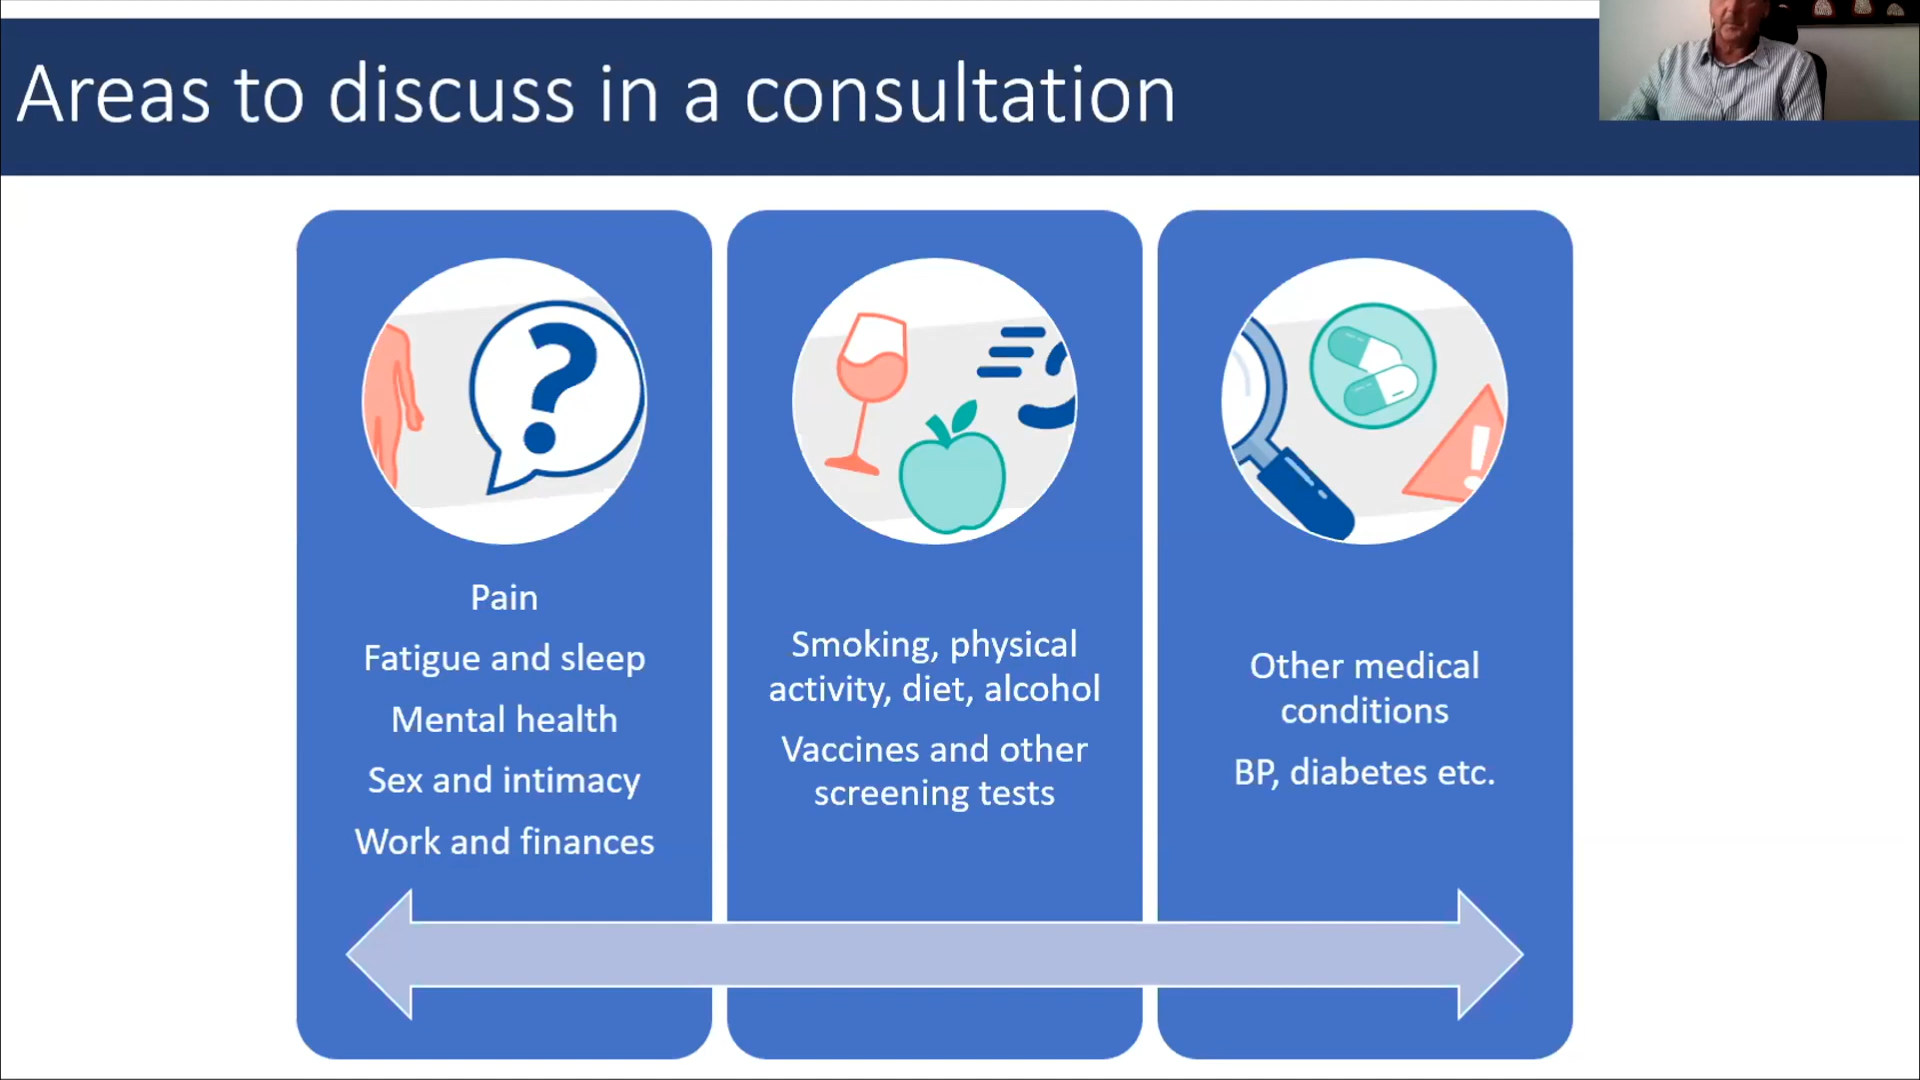 Areas to discuss in a consultation
Pain
Fatigue and sleep
Mental health
Sex and intimacy
Work and finances
Smoking, physical
activity, diet, alcohol
Vaccines and other
screening tests
Other medical
conditions
BP, diabetes etc.